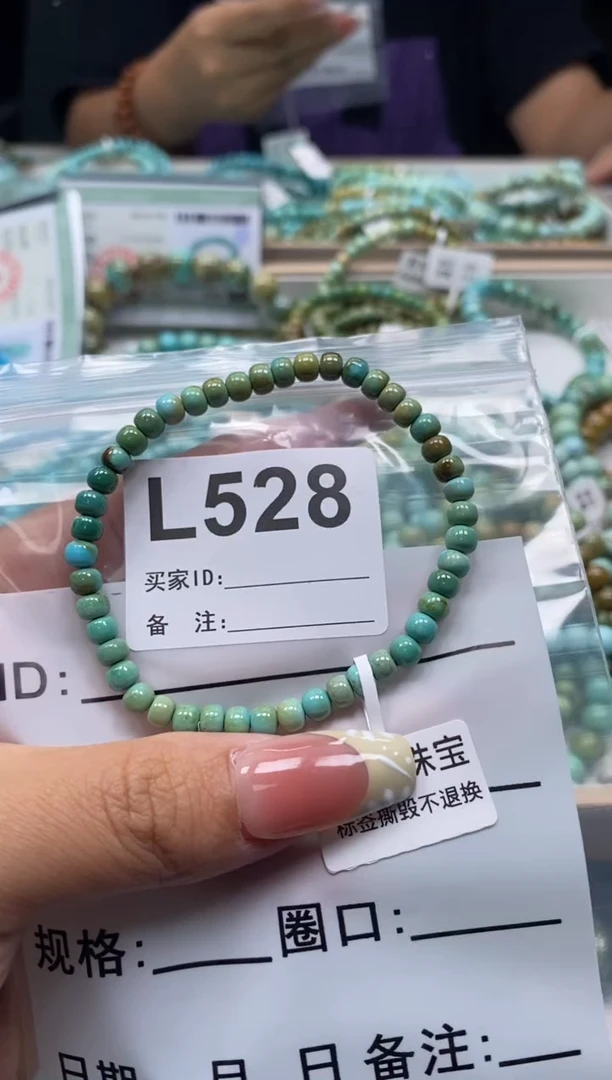 L528
买家ID:
备 注:
ID:
珠宝
标签撕毁不退换
规格: 圈口:
日期 月 日 备注: